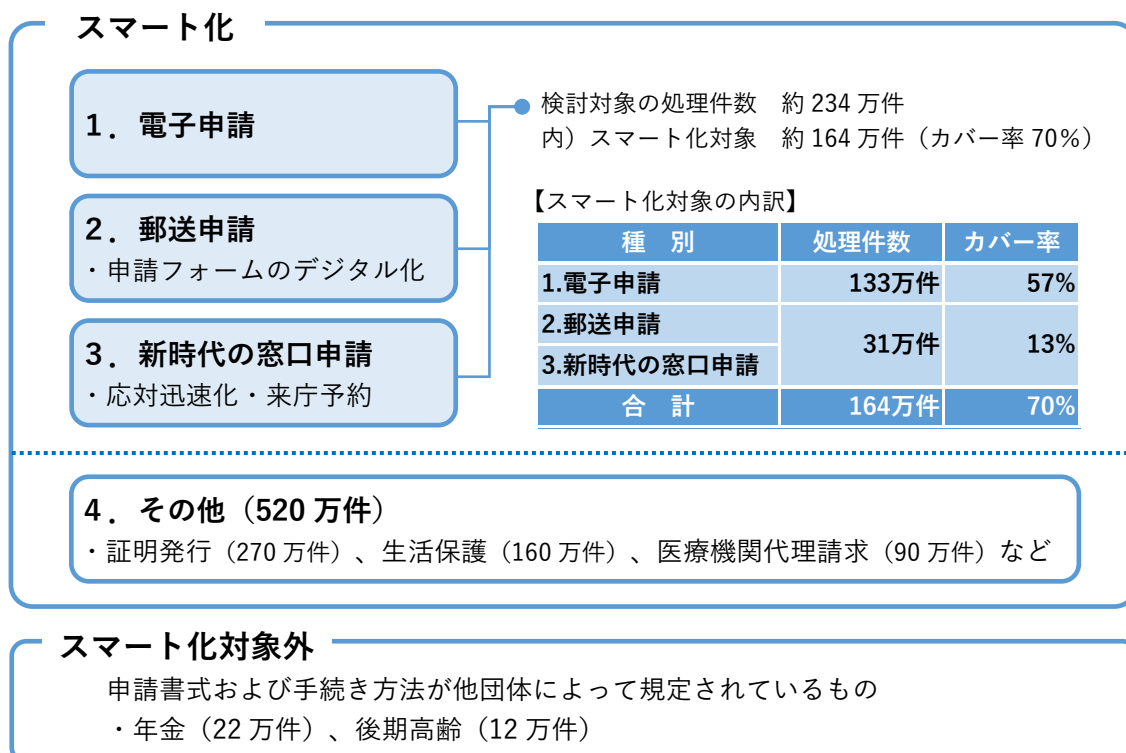 スマート化
1．電子申請
検討対象の処理件数　約 234 万件
内）スマート化対象　約 164 万件（カバー率 70％）
2．郵送申請
・申請フォームのデジタル化
3．新時代の窓口申請
・応対迅速化・来庁予約
【スマート化対象の内訳】
種　別　処理件数　カバー率
1.電子申請　133万件　57%
2.郵送申請
31万件　13%
3.新時代の窓口申請
合　計　164万件　70%
4．その他（520 万件）
・証明発行（270 万件）、生活保護（160 万件）、医療機関代理請求（90 万件）など
スマート化対象外
申請書式および手続き方法が他団体によって規定されているもの
・年金（22 万件）、後期高齢（12 万件）